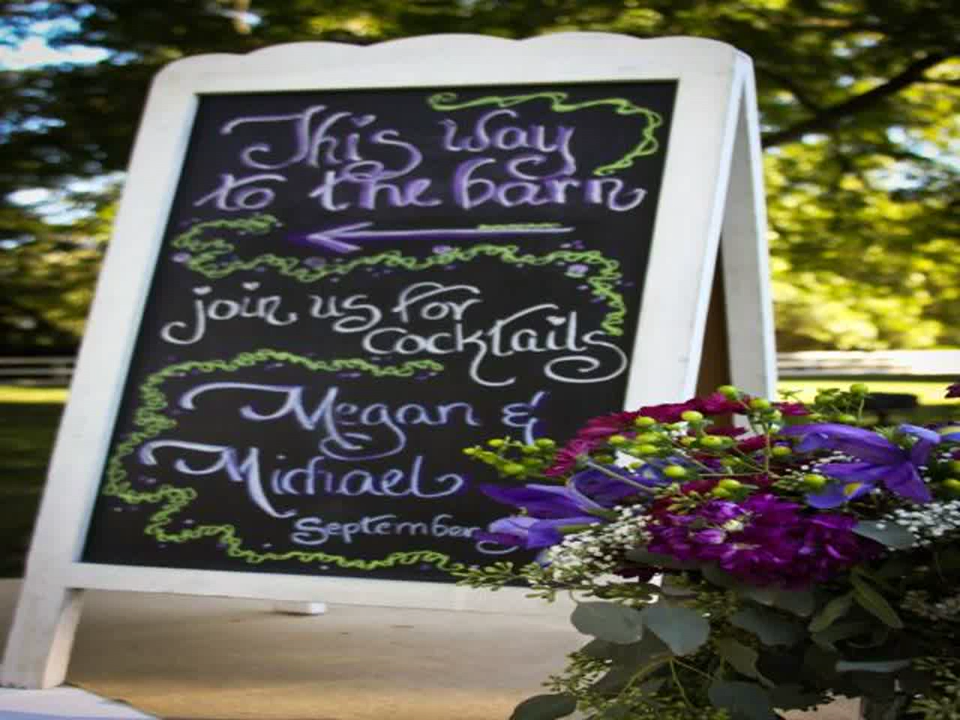 This way
to the barn
join us for
cocktails
Megan &
Michael
September